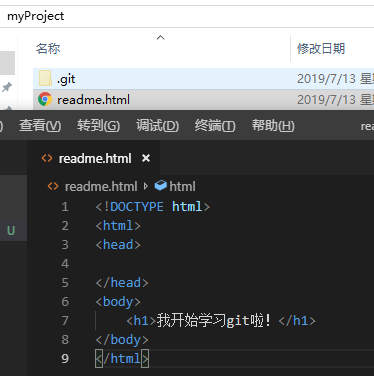 myProject
名称 修改日期
.git 2019/7/13 星
readme.html 2019/7/13 星
) 查看(V) 转到(G) 调试(D) 终端(T) 帮助(H) rea
readme.html ×
readme.html html
U
1 <!DOCTYPE html>
2 <html>
3 <head>
4
5 </head>
6 <body>
7 <h1>我开始学习git啦! </h1>
8 </body>
9 </html>